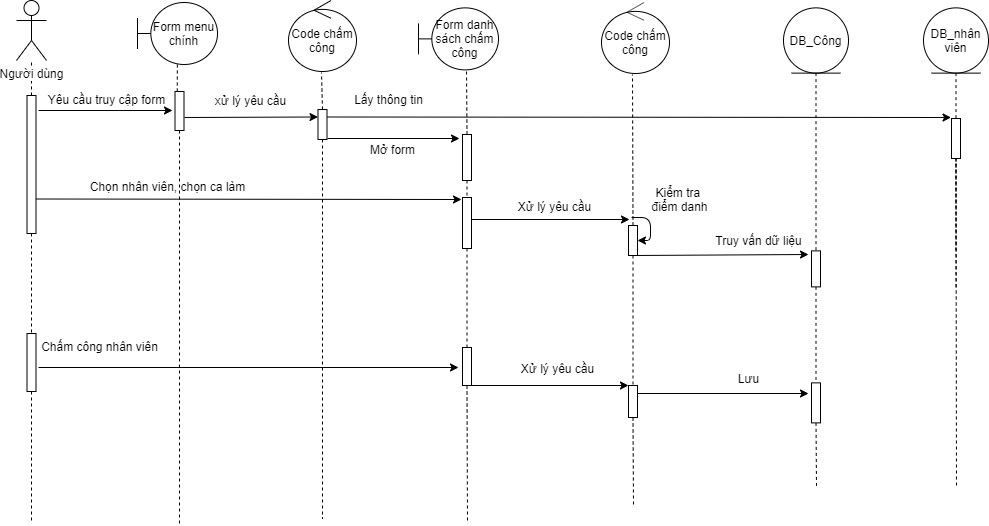 Form menu
chính
Code chấm
công
Form danh
sách chấm
công
Code chấm
công
DB_Công
DB_nhân
viên
Người dùng
Yêu cầu truy cập form
xử lý yêu cầu
Lấy thông tin
Mở form
Chọn nhân viên, chọn ca làm
Xử lý yêu cầu
Kiểm tra
điểm danh
Truy vấn dữ liệu
Chấm công nhân viên
Xử lý yêu cầu
Lưu